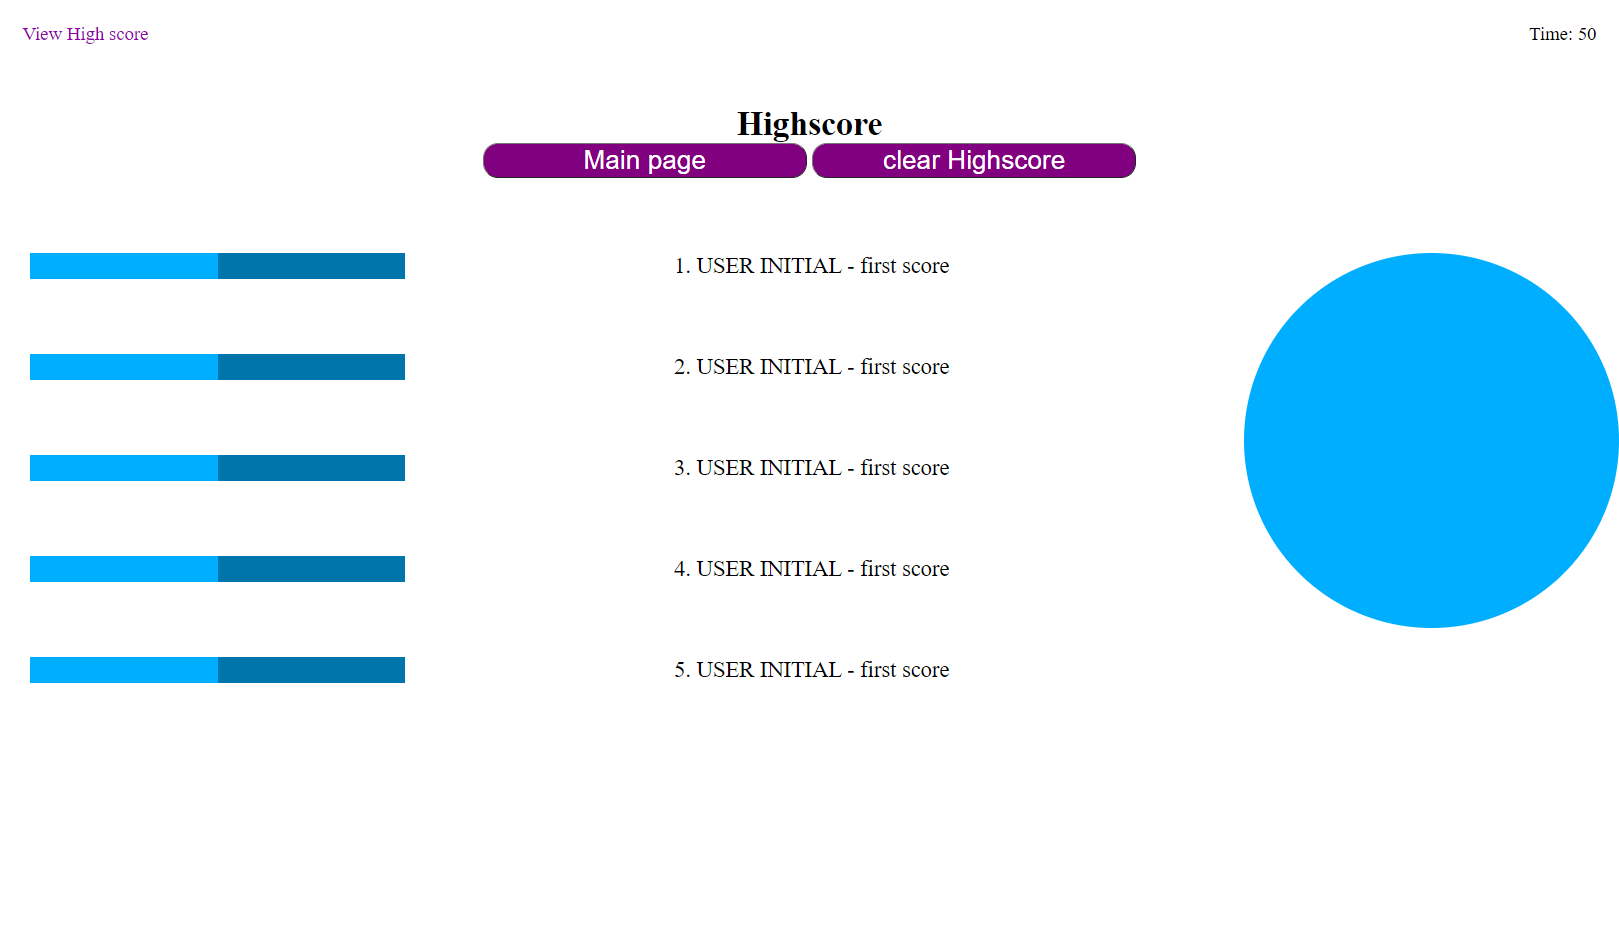 View High score
Time: 50
Highscore
Main page
clear Highscore
1. USER INITIAL - first score
2. USER INITIAL - first score
3. USER INITIAL - first score
4. USER INITIAL - first score
5. USER INITIAL - first score